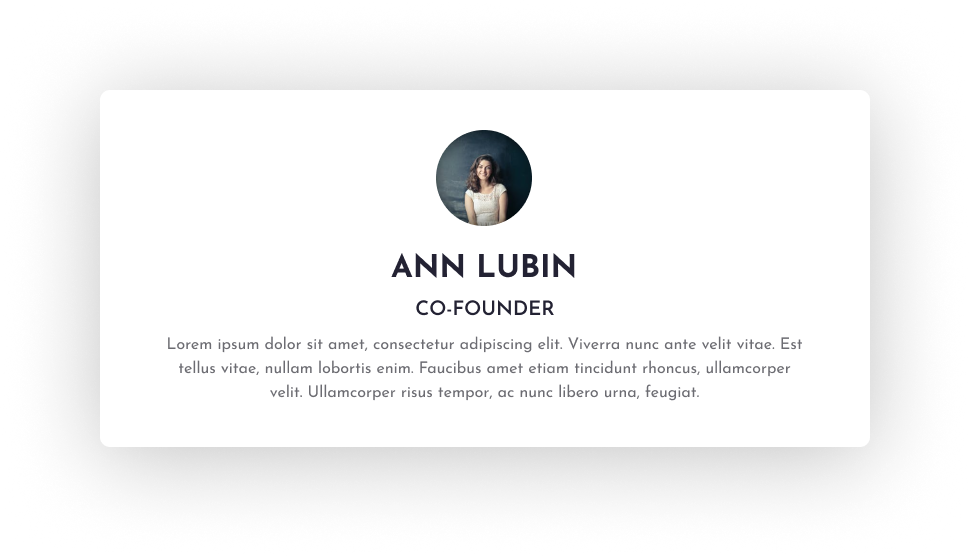 ANN LUBIN
CO-FOUNDER
Lorem ipsum dolor sit amet, consectetur adipiscing elit. Viverra nunc ante velit vitae. Est
tellus vitae, nullam lobortis enim. Faucibus amet etiam tincidunt rhoncus, ullamcorper
velit. Ullamcorper risus tempor, ac nunc libero urna, feugiat.